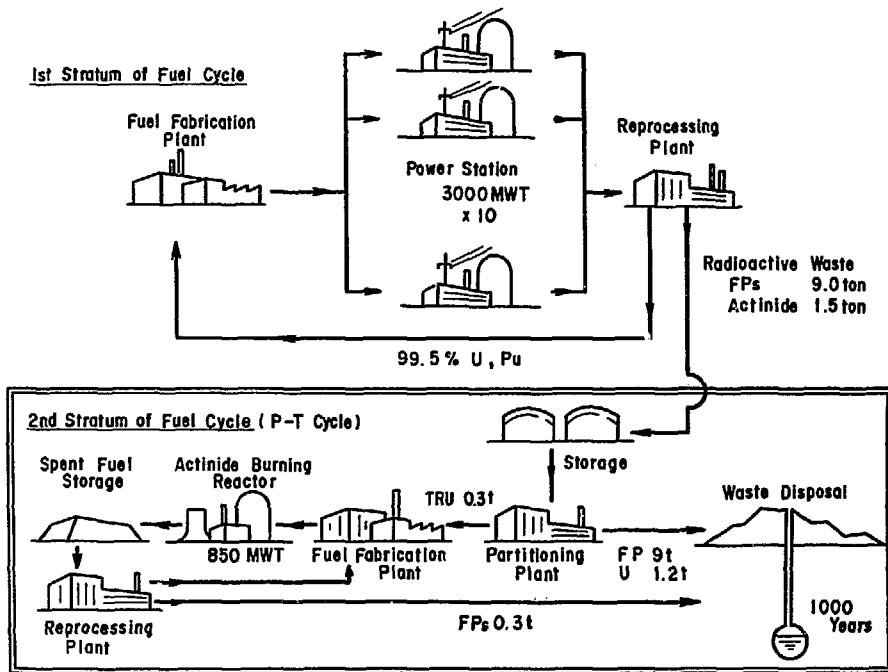 1st Stratum of Fuel Cycle
Fuel Fabrication
Plant
Power Station
3000 MWT
x 10
Reprocessing
Plant
Radioactive Waste
FPs 9.0 ton
Actinide 1.5 ton
99.5 % U , Pu
2nd Stratum of Fuel Cycle ( P-T Cycle)
Storage
Spent Fuel
Storage
Actinide Burning
Reactor
850 MWT
TRU 0.3t
Fuel Fabrication
Plant
Partitioning
Plant
FP 9t
U 1.2t
Waste Disposal
1000
Years
Reprocessing
Plant
FPs 0.3t